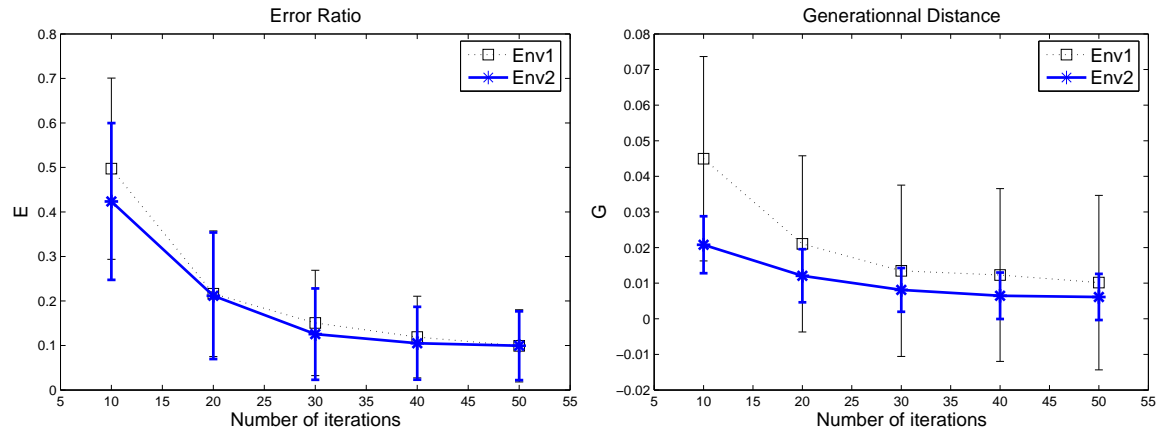 Error Ratio
0.8
0.7
0.6
0.5
0.4
0.3
0.2
0.1
0
E
5 10 15 20 25 30 35 40 45 50 55
Number of iterations
Env1
Env2
Generationnal Distance
0.08
0.07
0.06
0.05
0.04
0.03
0.02
0.01
0
−0.01
−0.02
G
5 10 15 20 25 30 35 40 45 50 55
Number of iterations
Env1
Env2